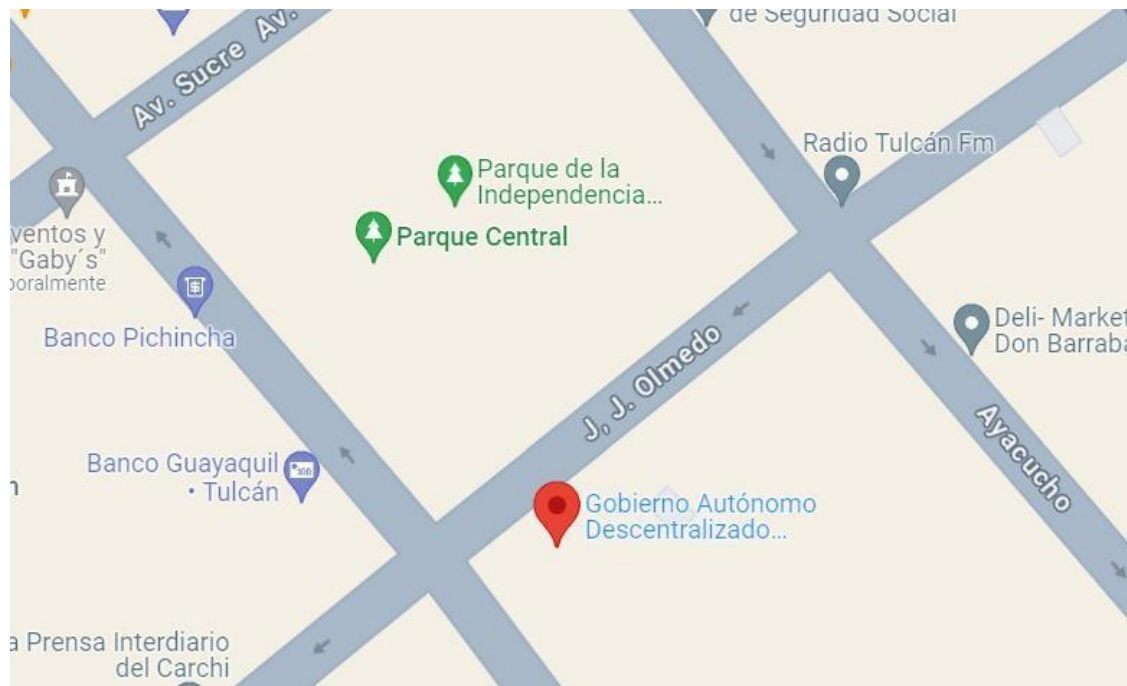 de Seguridad Social
Av. Sucre Av.
Radio Tulcán Fm
Parque de la
Independencia...
Parque Central
ventos y
"Gaby´s"
poralmente
Banco Pichincha
Deli- Market
Don Barraba
J, J. Olmedo
Ayacucho
Banco Guayaquil
• Tulcán
n
Gobierno Autónomo
Descentralizado...
a Prensa Interdiario
del Carchi